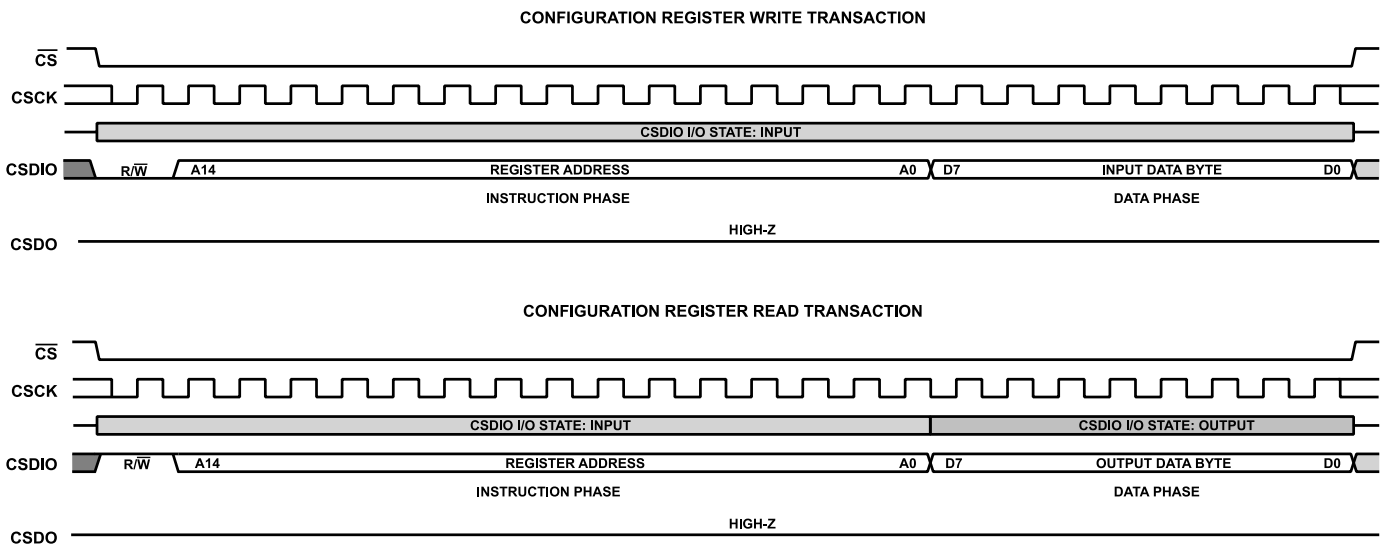 CONFIGURATION REGISTER WRITE TRANSACTION
C̅S̅
CSCK
CSDIO I/O STATE: INPUT
CSDIO R/W̅ A14 REGISTER ADDRESS A0 D7 INPUT DATA BYTE D0
INSTRUCTION PHASE DATA PHASE
HIGH-Z
CSDO
CONFIGURATION REGISTER READ TRANSACTION
C̅S̅
CSCK
CSDIO I/O STATE: INPUT CSDIO I/O STATE: OUTPUT
CSDIO R/W̅ A14 REGISTER ADDRESS A0 D7 OUTPUT DATA BYTE D0
INSTRUCTION PHASE DATA PHASE
HIGH-Z
CSDO